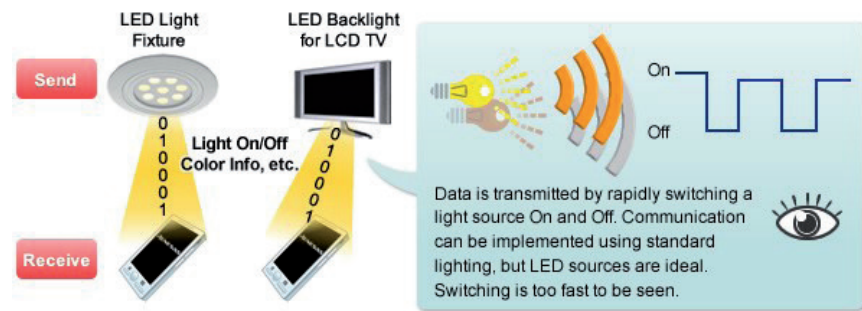 LED Light
Fixture
LED Backlight
for LCD TV
Send
Light On/Off
Color Info, etc.
0
1
0
0
0
1
0
1
0
0
0
1
Receive
On
Off
Data is transmitted by rapidly switching a
light source On and Off. Communication
can be implemented using standard
lighting, but LED sources are ideal.
Switching is too fast to be seen.